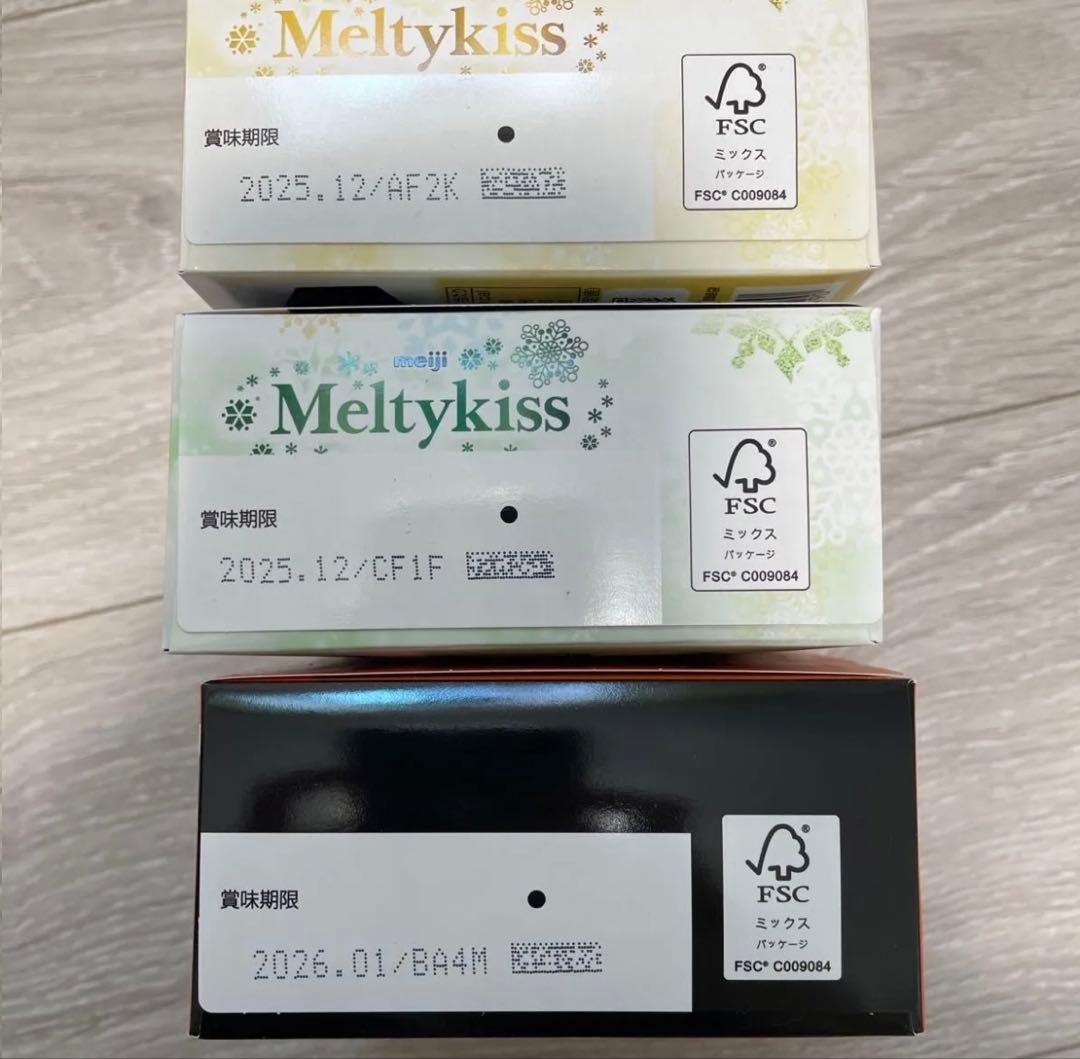 Meltykiss
賞味期限
2025.12/AF2K
FSC®
ミックス
パッケージ
FSC® C009084
meiji
Meltykiss
賞味期限
2025.12/CF1F
FSC®
ミックス
パッケージ
FSC® C009084
賞味期限
2026.01/BA4M
FSC®
ミックス
パッケージ
FSC® C009084